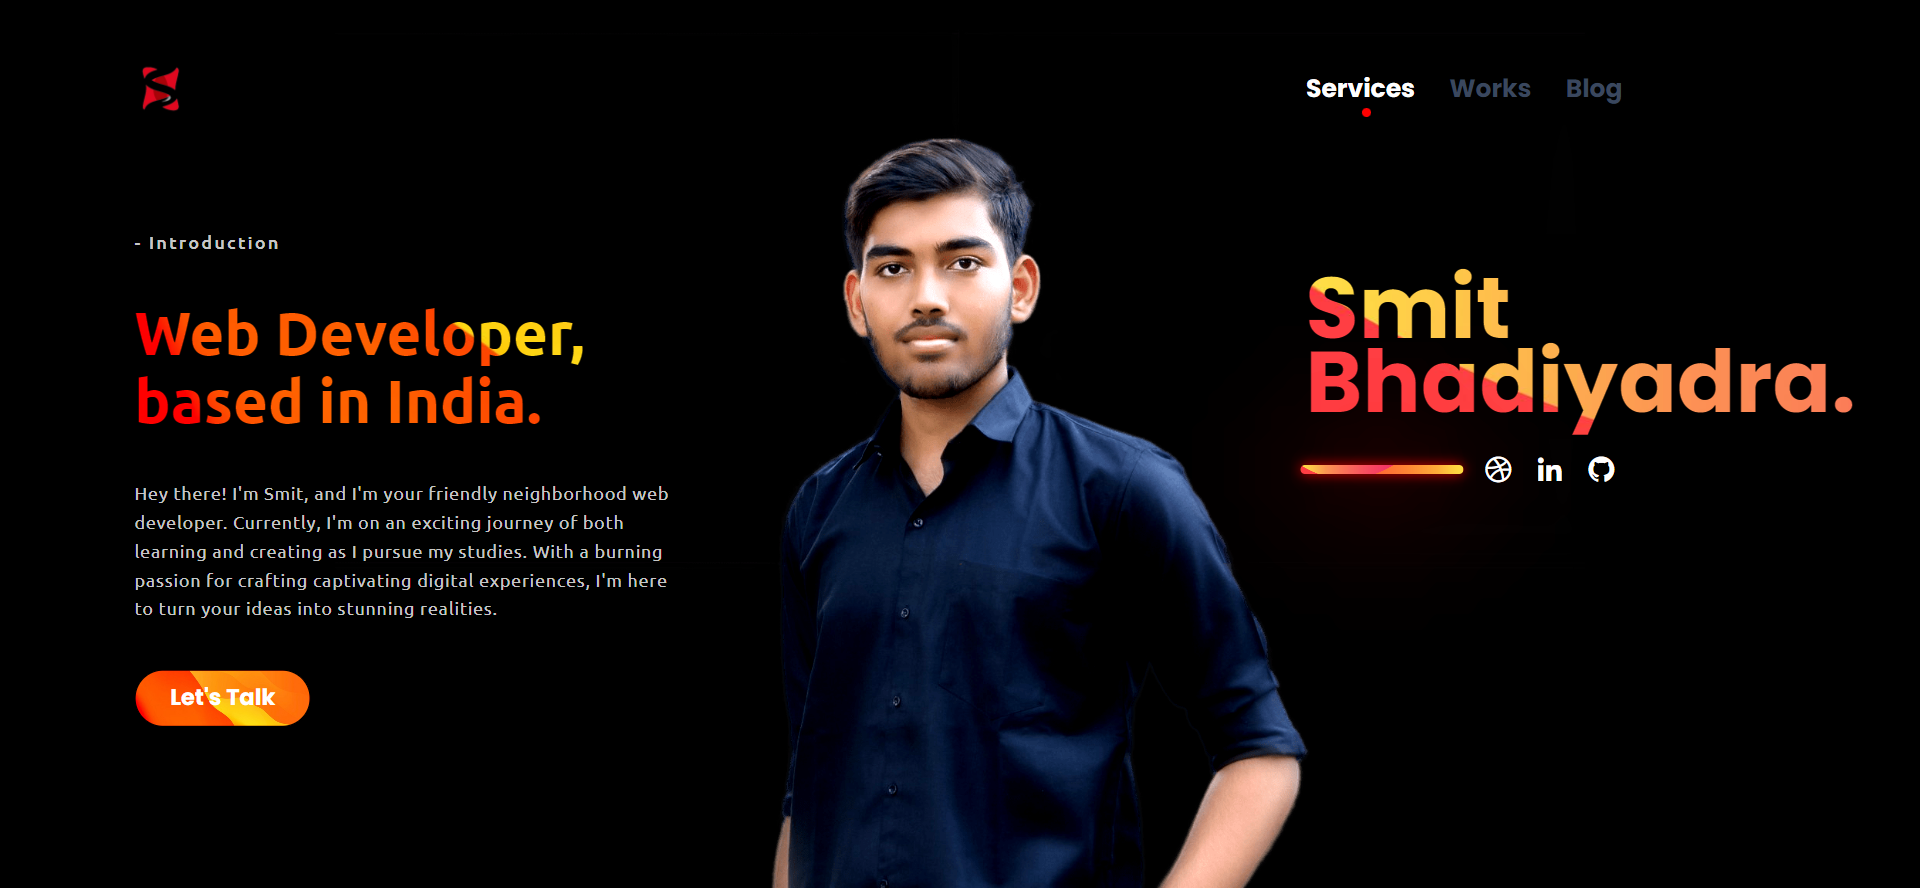 Services Works Blog
- Introduction
Web Developer,
based in India.
Hey there! I'm Smit, and I'm your friendly neighborhood web
developer. Currently, I'm on an exciting journey of both
learning and creating as I pursue my studies. With a burning
passion for crafting captivating digital experiences, I'm here
to turn your ideas into stunning realities.
Let's Talk
Smit
Bhadiyadra.
in